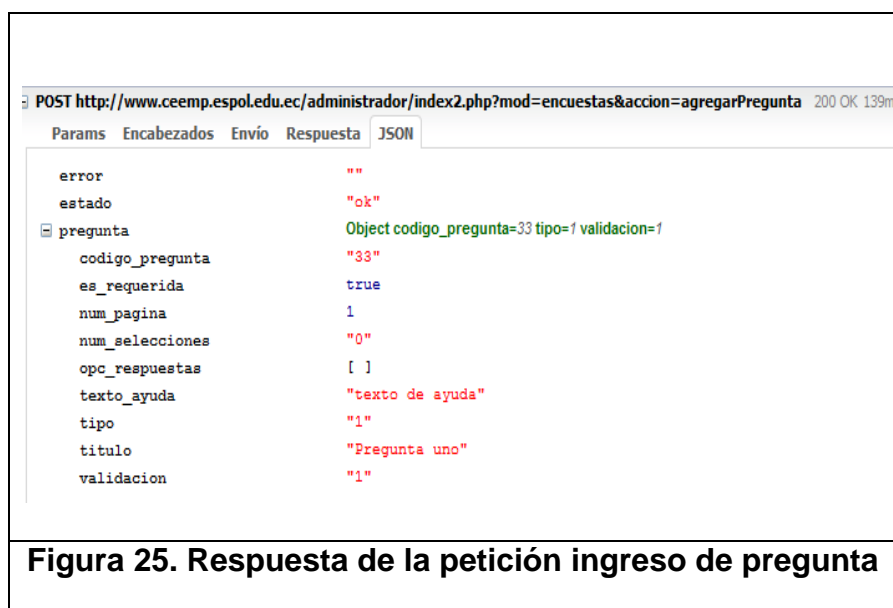 POST http://www.ceemp.espol.edu.ec/administrador/index2.php?mod=encuestas&accion=agregarPregunta 200 OK 139m
Params Encabezados Envío Respuesta JSON
error ""
estado "ok"
pregunta Object codigo_pregunta=33 tipo=1 validacion=1
codigo_pregunta "33"
es_requerida true
num_pagina 1
num_selecciones "0"
opc_respuestas [ ]
texto_ayuda "texto de ayuda"
tipo "1"
titulo "Pregunta uno"
validacion "1"
Figura 25. Respuesta de la petición ingreso de pregunta